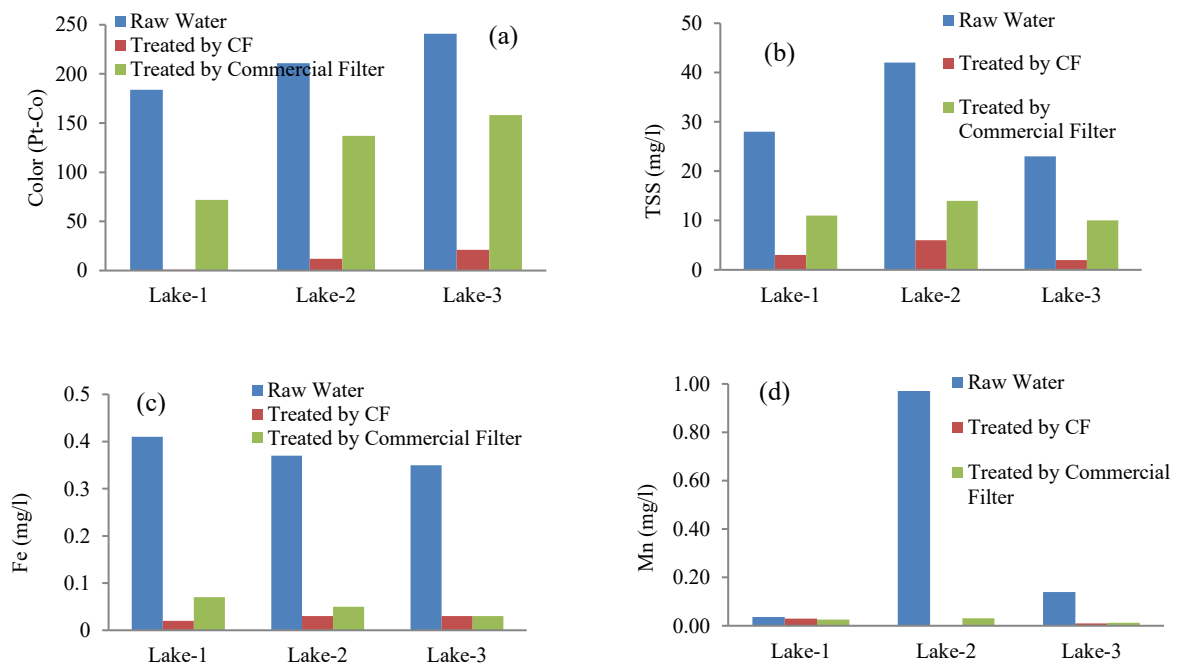 (a)
Raw Water
Treated by CF
Treated by Commercial Filter
Color (Pt-Co)
250
200
150
100
50
0
Lake-1 Lake-2 Lake-3
(b)
Raw Water
Treated by CF
Treated by
Commercial Filter
TSS (mg/l)
50
40
30
20
10
0
Lake-1 Lake-2 Lake-3
(c)
Raw Water
Treated by CF
Treated by Commercial Filter
Fe (mg/l)
0.5
0.4
0.3
0.2
0.1
0
Lake-1 Lake-2 Lake-3
(d)
Raw Water
Treated by CF
Treated by Commercial
Filter
Mn (mg/l)
1.00
0.80
0.60
0.40
0.20
0.00
Lake-1 Lake-2 Lake-3